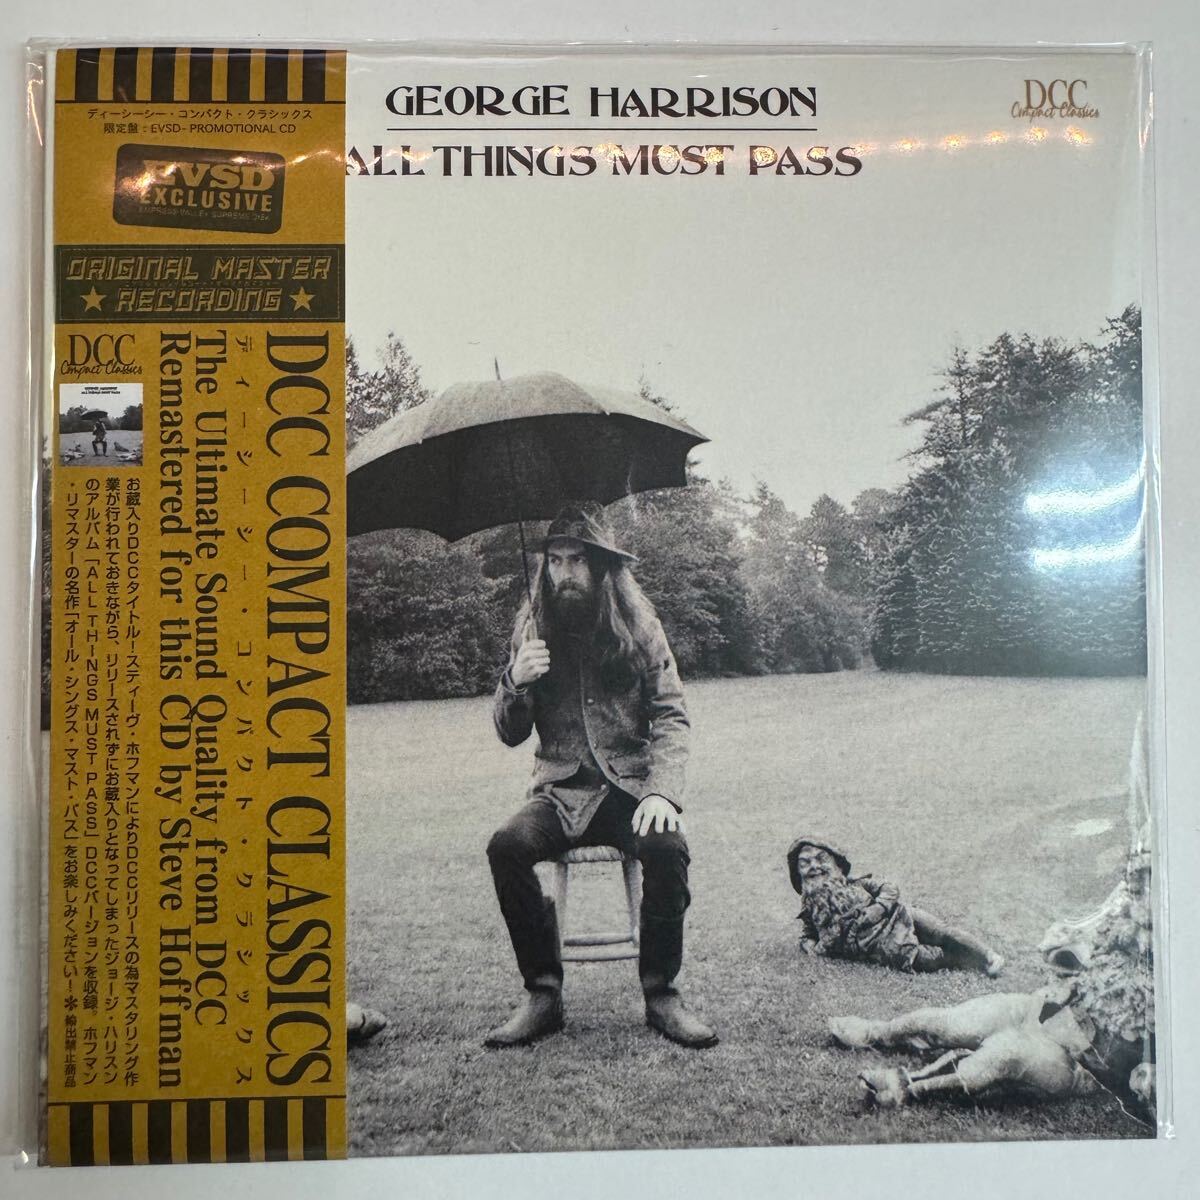 GEORGE HARRISON
ALL THINGS MUST PASS
DCC
Compact Classics
ディーシーシー・コンパクト・クラシックス
限定盤 : EVSD- PROMOTIONAL CD
EVSD
EXCLUSIVE
EMPRESS VALLEY SUPREME DISK
ORIGINAL MASTER
★ RECORDING ★
DCC
Compact Classics
DCC COMPACT CLASSICS
ディーシーシー・コンパクト・クラシックス
The Ultimate Sound Quality from DCC
Remastered for this CD by Steve Hoffman
お蔵入りDCCタイトル！スティーヴ・ホフマンによりDCCリリースの為マスタリング作
業が行われておきながら、リリースされずにお蔵入りとなってしまったジョージ・ハリスン
のアルバム「ALL THINGS MUST PASS」DCCバージョンを収録。ホフマン
・リマスターの名作「オール・シングス・マスト・パス」をお楽しみください！✽輸出禁止商品